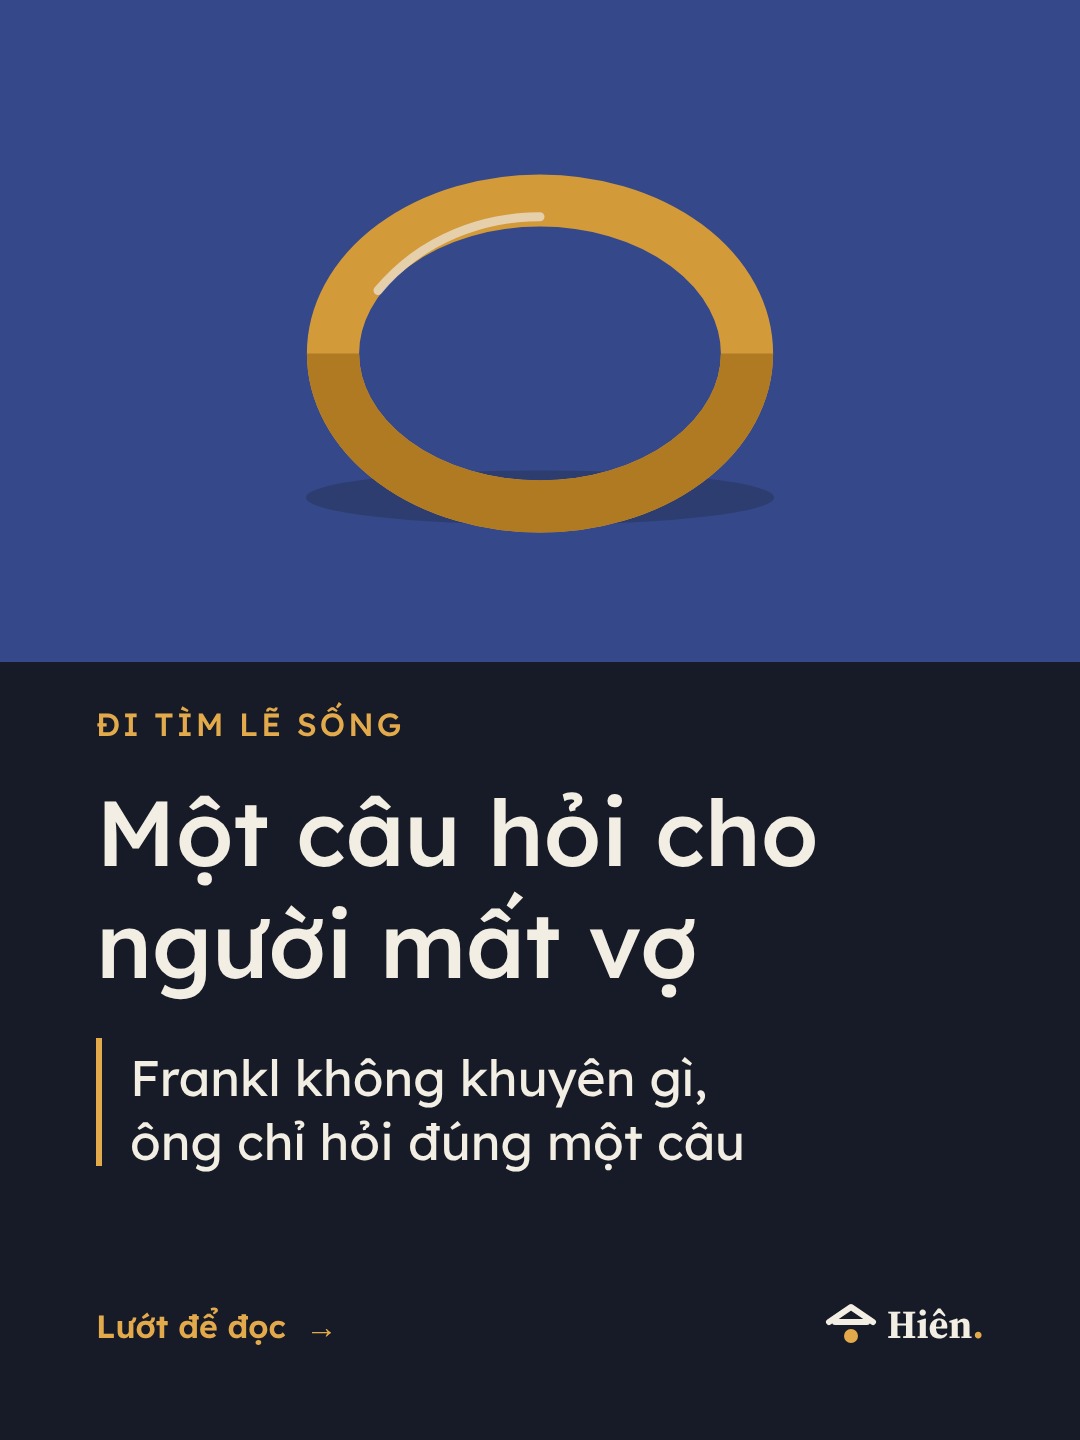 ĐI TÌM LẼ SỐNG
Một câu hỏi cho
người mất vợ
Frankl không khuyên gì,
ông chỉ hỏi đúng một câu
Lướt để đọc →
Hiên.